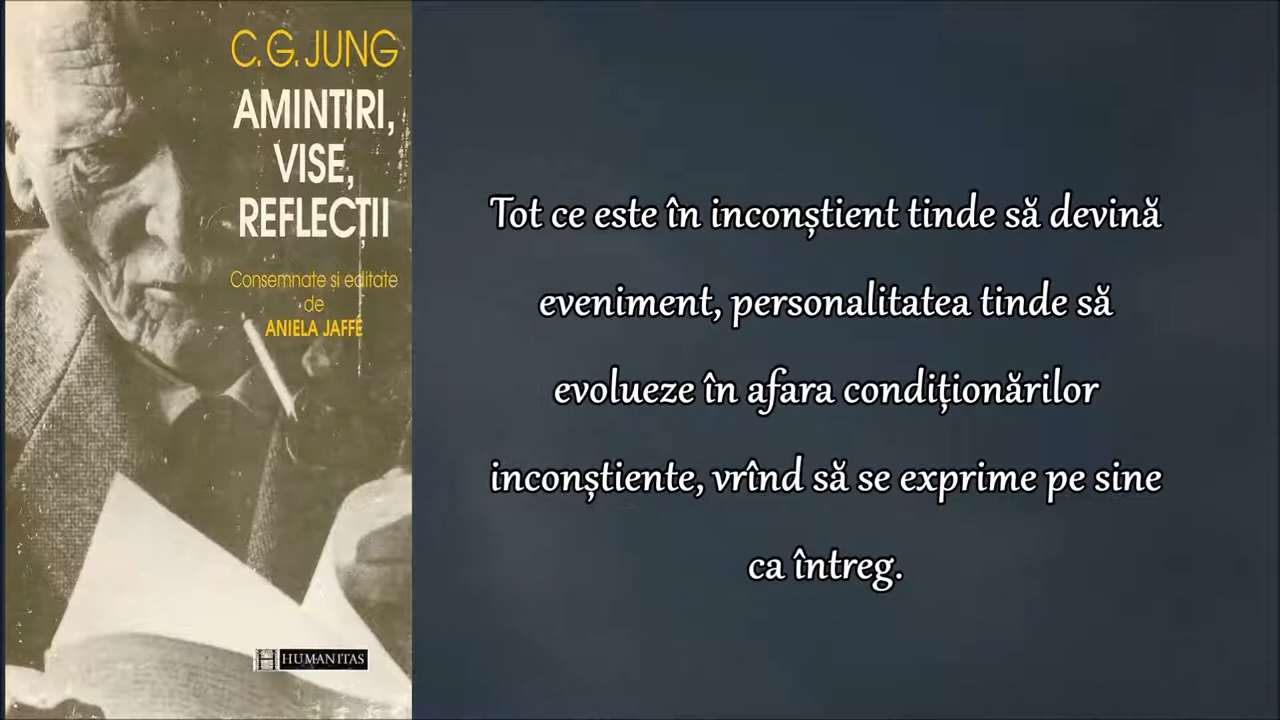 C.G. JUNG
AMINTIRI,
VISE,
REFLECȚII
Consemnate și editate
de
ANIELA JAFFÉ
HUMANITAS
Tot ce este în inconștient tinde să devină
eveniment, personalitatea tinde să
evolueze în afara condiționărilor
inconștiente, vrînd să se exprime pe sine
ca întreg.